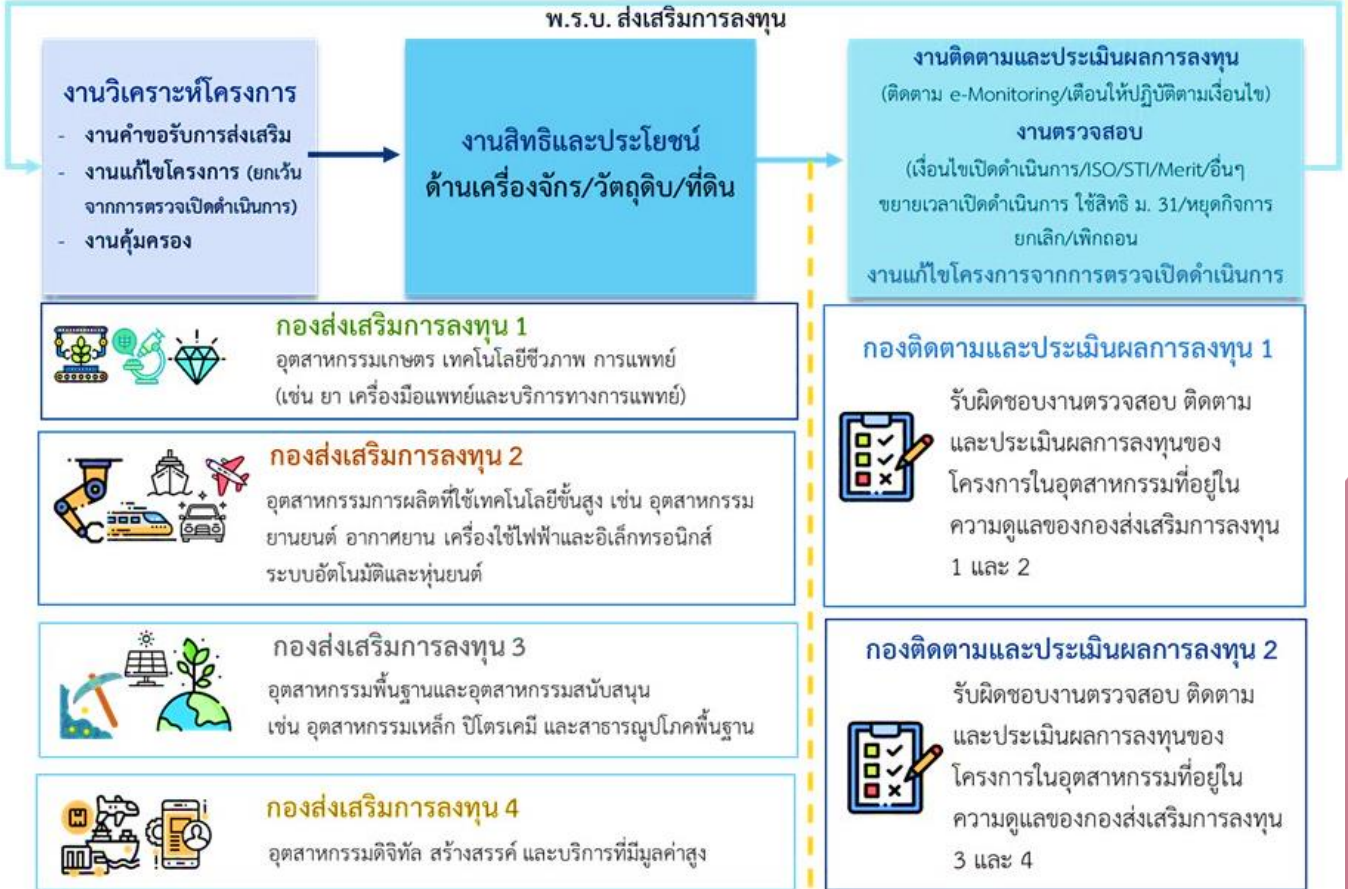 พ.ร.บ. ส่งเสริมการลงทุน
งานวิเคราะห์โครงการ
- งานคำขอรับการส่งเสริม
- งานแก้ไขโครงการ (ยกเว้น
จากการตรวจเปิดดำเนินการ)
- งานคุ้มครอง
งานสิทธิและประโยชน์
ด้านเครื่องจักร/วัตถุดิบ/ที่ดิน
งานติดตามและประเมินผลการลงทุน
(ติดตาม e-Monitoring/เตือนให้ปฏิบัติตามเงื่อนไข)
งานตรวจสอบ
(เงื่อนไขเปิดดำเนินการ/ISO/STI/Merit/อื่นๆ
ขยายเวลาเปิดดำเนินการ ใช้สิทธิ ม. 31/หยุดกิจการ
ยกเลิก/เพิกถอน
งานแก้ไขโครงการจากการตรวจเปิดดำเนินการ
กองส่งเสริมการลงทุน 1
อุตสาหกรรมเกษตร เทคโนโลยีชีวภาพ การแพทย์
(เช่น ยา เครื่องมือแพทย์และบริการทางการแพทย์)
กองส่งเสริมการลงทุน 2
อุตสาหกรรมการผลิตที่ใช้เทคโนโลยีขั้นสูง เช่น อุตสาหกรรม
ยานยนต์ อากาศยาน เครื่องใช้ไฟฟ้าและอิเล็กทรอนิกส์
ระบบอัตโนมัติและหุ่นยนต์
กองส่งเสริมการลงทุน 3
อุตสาหกรรมพื้นฐานและอุตสาหกรรมสนับสนุน
เช่น อุตสาหกรรมเหล็ก ปิโตรเคมี และสาธารณูปโภคพื้นฐาน
กองส่งเสริมการลงทุน 4
อุตสาหกรรมดิจิทัล สร้างสรรค์ และบริการที่มีมูลค่าสูง
กองติดตามและประเมินผลการลงทุน 1
รับผิดชอบงานตรวจสอบ ติดตาม
และประเมินผลการลงทุนของ
โครงการในอุตสาหกรรมที่อยู่ใน
ความดูแลของกองส่งเสริมการลงทุน
1 และ 2
กองติดตามและประเมินผลการลงทุน 2
รับผิดชอบงานตรวจสอบ ติดตาม
และประเมินผลการลงทุนของ
โครงการในอุตสาหกรรมที่อยู่ใน
ความดูแลของกองส่งเสริมการลงทุน
3 และ 4